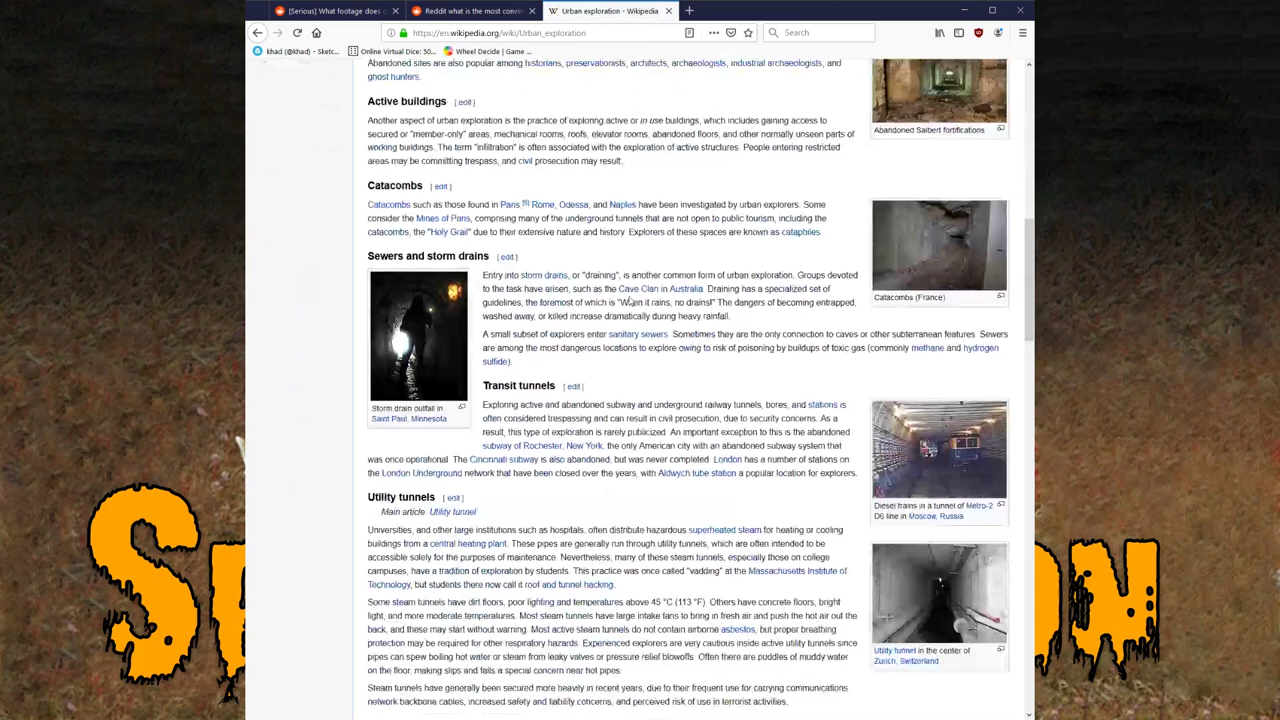 [Serious] What footage does c
Reddit what is the most convin
Urban exploration - Wikipedia
https://en.wikipedia.org/wiki/Urban_exploration
Search
khad (@khad) - Sketc...
Online Virtual Dice: 50...
Wheel Decide | Game ...
Abandoned sites are also popular among historians, preservationists, architects, archaeologists, industrial archaeologists, and
ghost hunters.
Abandoned Salbert fortifications
Active buildings [ edit ]
Another aspect of urban exploration is the practice of exploring active or in use buildings, which includes gaining access to
secured or "member-only" areas, mechanical rooms, roofs, elevator rooms, abandoned floors, and other normally unseen parts of
working buildings. The term "infiltration" is often associated with the exploration of active structures. People entering restricted
areas may be committing trespass, and civil prosecution may result.
Catacombs [ edit ]
Catacombs such as those found in Paris,[5] Rome, Odessa, and Naples have been investigated by urban explorers. Some
consider the Mines of Paris, comprising many of the underground tunnels that are not open to public tourism, including the
catacombs, the "Holy Grail" due to their extensive nature and history. Explorers of these spaces are known as cataphiles.
Catacombs (France)
Sewers and storm drains [ edit ]
Entry into storm drains, or "draining", is another common form of urban exploration. Groups devoted
to the task have arisen, such as the Cave Clan in Australia. Draining has a specialized set of
guidelines, the foremost of which is "When it rains, no drains!" The dangers of becoming entrapped,
washed away, or killed increase dramatically during heavy rainfall.
A small subset of explorers enter sanitary sewers. Sometimes they are the only connection to caves or other subterranean features. Sewers
are among the most dangerous locations to explore owing to risk of poisoning by buildups of toxic gas (commonly methane and hydrogen
sulfide).
Storm drain outfall in
Saint Paul, Minnesota
Transit tunnels [ edit ]
Exploring active and abandoned subway and underground railway tunnels, bores, and stations is
often considered trespassing and can result in civil prosecution, due to security concerns. As a
result, this type of exploration is rarely publicized. An important exception to this is the abandoned
subway of Rochester, New York, the only American city with an abandoned subway system that
was once operational. The Cincinnati subway is also abandoned, but was never completed. London has a number of stations on
the London Underground network that have been closed over the years, with Aldwych tube station a popular location for explorers.
Diesel trains in a tunnel of Metro-2
D6 line in Moscow, Russia
Utility tunnels [ edit ]
Main article: Utility tunnel
Universities, and other large institutions such as hospitals, often distribute hazardous superheated steam for heating or cooling
buildings from a central heating plant. These pipes are generally run through utility tunnels, which are often intended to be
accessible solely for the purposes of maintenance. Nevertheless, many of these steam tunnels, especially those on college
campuses, have a tradition of exploration by students. This practice was once called "vadding" at the Massachusetts Institute of
Technology, but students there now call it roof and tunnel hacking.
Some steam tunnels have dirt floors, poor lighting and temperatures above 45 °C (113 °F). Others have concrete floors, bright
light, and more moderate temperatures. Most steam tunnels have large intake fans to bring in fresh air and push the hot air out the
back, and these may start without warning. Most active steam tunnels do not contain airborne asbestos, but proper breathing
protection may be required for other respiratory hazards. Experienced explorers are very cautious inside active utility tunnels since
pipes can spew boiling hot water or steam from leaky valves or pressure relief blowoffs. Often there are puddles of muddy water
on the floor, making slips and falls a special concern near hot pipes.
Utility tunnel in the center of
Zürich, Switzerland
Steam tunnels have generally been secured more heavily in recent years, due to their frequent use for carrying communications
network backbone cables, increased safety and liability concerns, and perceived risk of use in terrorist activities.